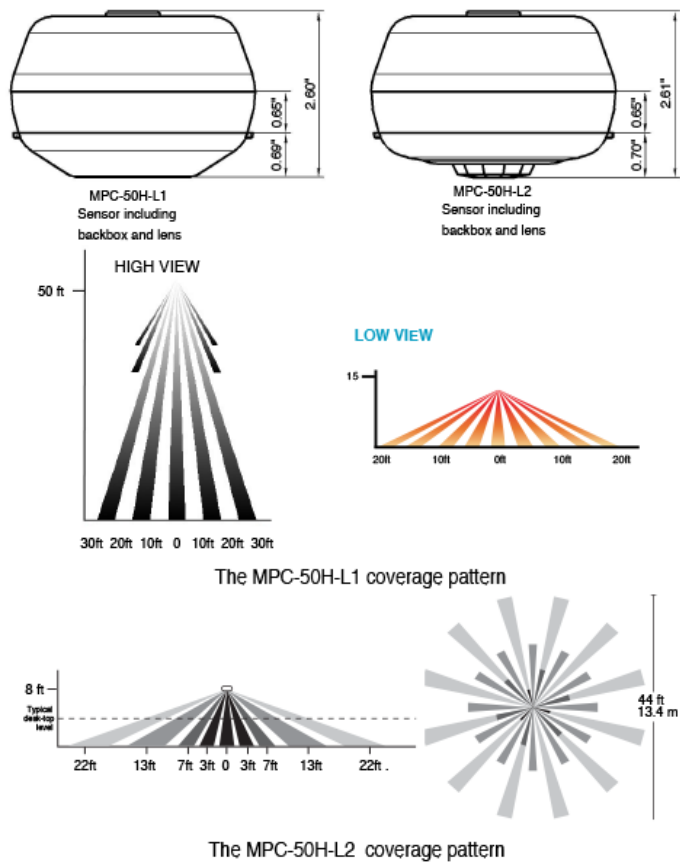 2.60"
0.65"
0.69"
2.61"
0.65"
0.70"
MPC-50H-L1
Sensor including
backbox and lens
MPC-50H-L2
Sensor including
backbox and lens
HIGH VIEW
50 ft
30ft 20ft 10ft 0 10ft 20ft 30ft
LOW VIEW
15
20ft 10ft 0ft 10ft 20ft
The MPC-50H-L1 coverage pattern
8 ft
Typical
desk-top
level
22ft 13ft 7ft 3ft 0 3ft 7ft 13ft 22ft .
44 ft
13.4 m
The MPC-50H-L2 coverage pattern